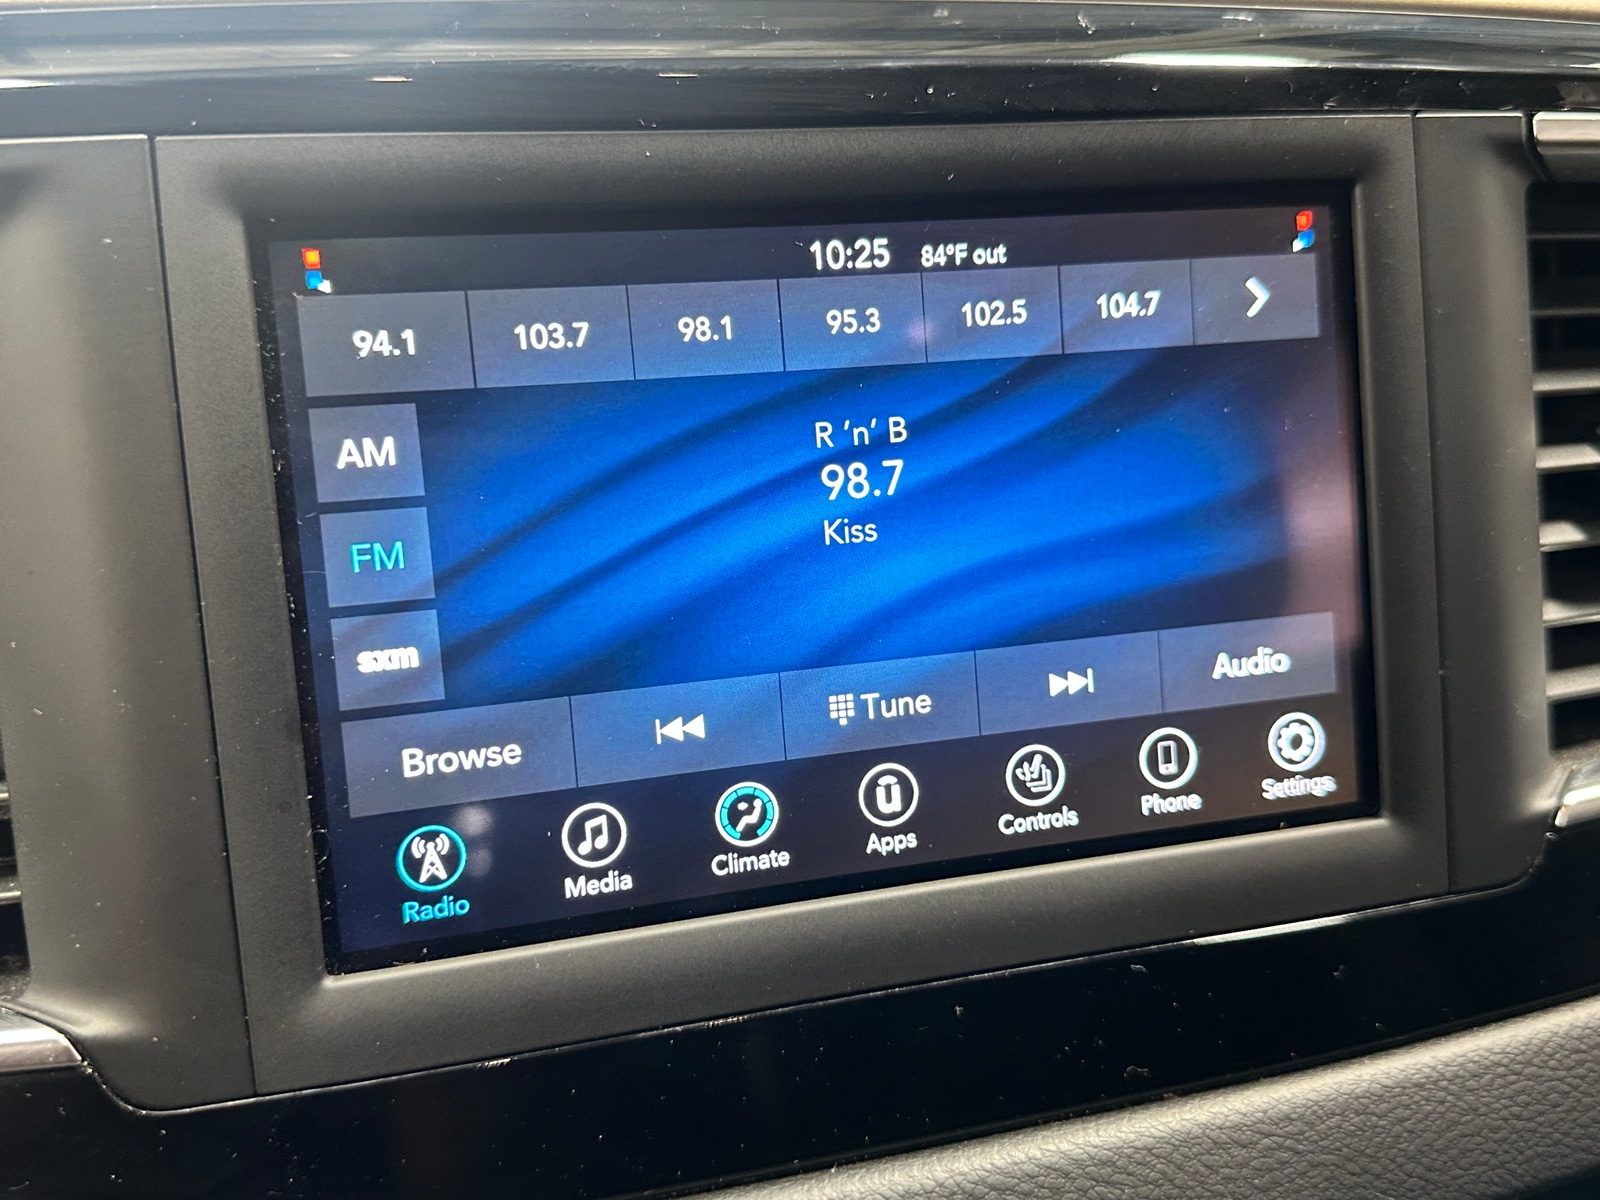 10:25 84°F out
94.1 103.7 98.1 95.3 102.5 104.7
AM
R 'n' B
98.7
FM
Kiss
sxm
Browse Tune Audio
Radio Media Climate Apps Controls Phone Settings